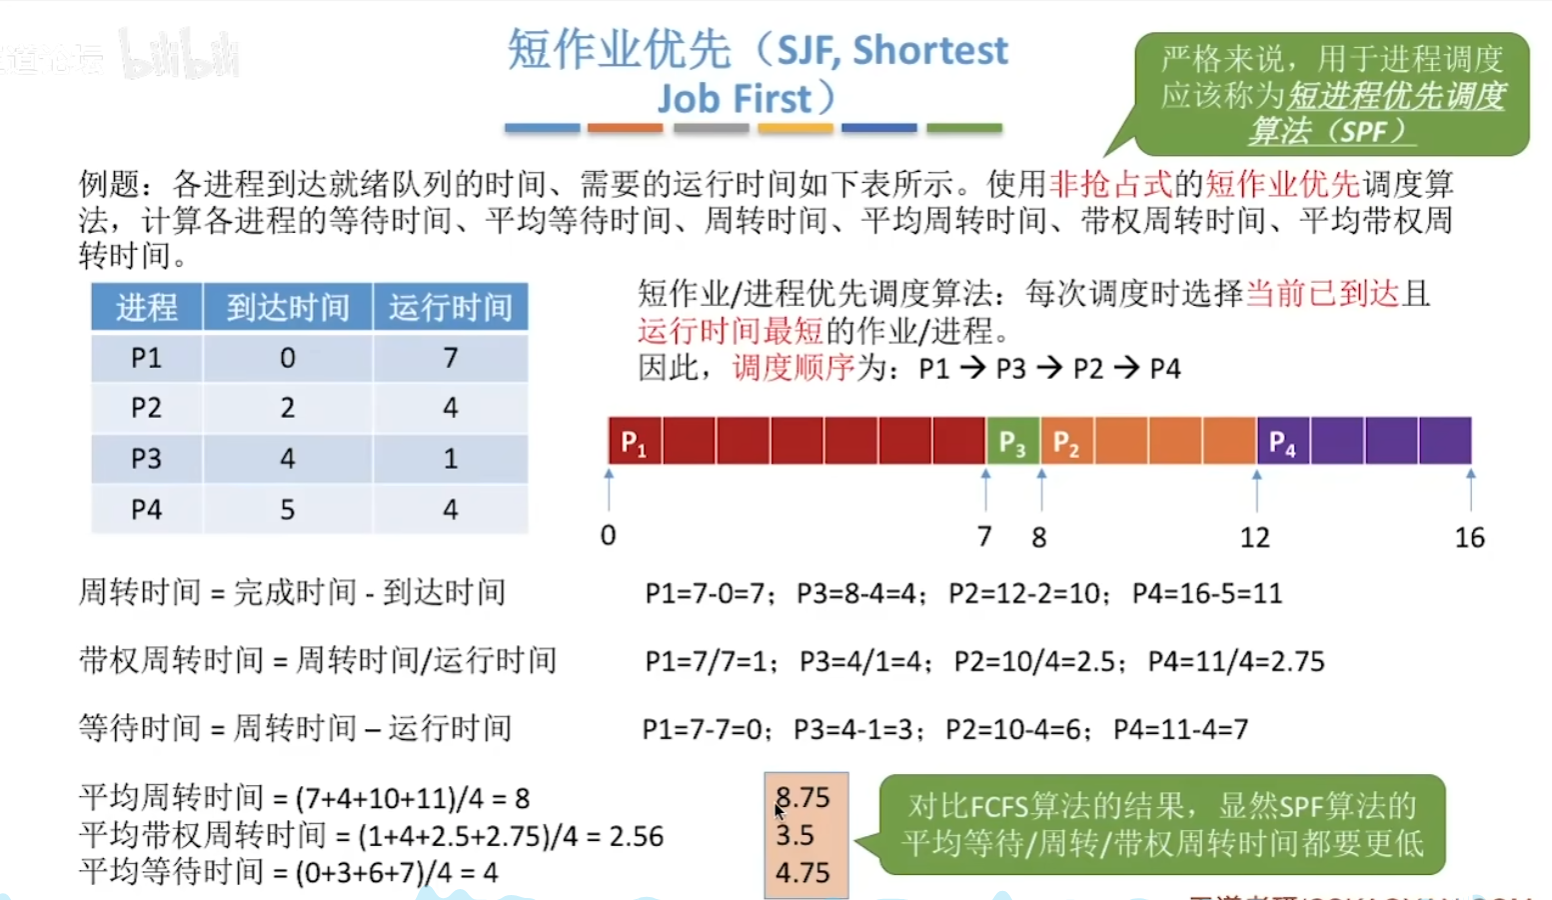 短作业优先（SJF, Shortest
Job First）
严格来说，用于进程调度
应该称为短进程优先调度
算法（SPF）
例题：各进程到达就绪队列的时间、需要的运行时间如下表所示。使用非抢占式的短作业优先调度算
法，计算各进程的等待时间、平均等待时间、周转时间、平均周转时间、带权周转时间、平均带权周
转时间。
进程 到达时间 运行时间
P1 0 7
P2 2 4
P3 4 1
P4 5 4
短作业/进程优先调度算法：每次调度时选择当前已到达且
运行时间最短的作业/进程。
因此，调度顺序为：P1 → P3 → P2 → P4
P1 P3 P2 P4
0 7 8 12 16
周转时间 = 完成时间 - 到达时间 P1=7-0=7；P3=8-4=4；P2=12-2=10；P4=16-5=11
带权周转时间 = 周转时间/运行时间 P1=7/7=1；P3=4/1=4；P2=10/4=2.5；P4=11/4=2.75
等待时间 = 周转时间 – 运行时间 P1=7-7=0；P3=4-1=3；P2=10-4=6；P4=11-4=7
平均周转时间 = (7+4+10+11)/4 = 8
平均带权周转时间 = (1+4+2.5+2.75)/4 = 2.56
平均等待时间 = (0+3+6+7)/4 = 4
8.75
3.5
4.75
对比FCFS算法的结果，显然SPF算法的
平均等待/周转/带权周转时间都要更低